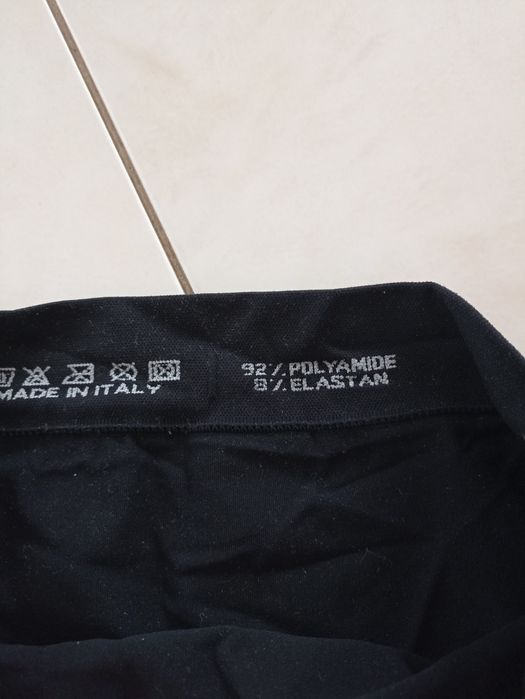 MADE IN ITALY
92% POLYAMIDE
8% ELASTAN